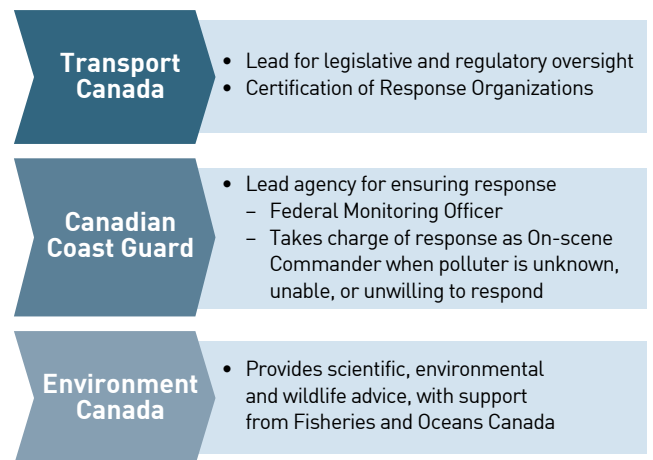 Transport
Canada
• Lead for legislative and regulatory oversight
• Certification of Response Organizations
Canadian
Coast Guard
• Lead agency for ensuring response
– Federal Monitoring Officer
– Takes charge of response as On-scene
Commander when polluter is unknown,
unable, or unwilling to respond
Environment
Canada
• Provides scientific, environmental
and wildlife advice, with support
from Fisheries and Oceans Canada